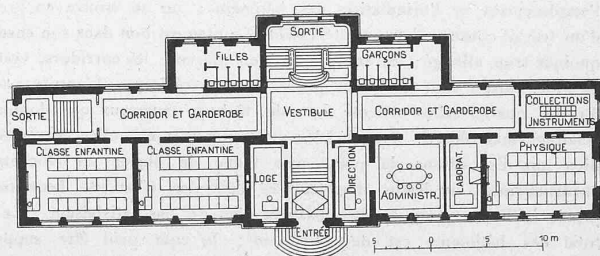 SORTIE
FILLES
GARÇONS
SORTIE
CORRIDOR ET GARDEROBE
VESTIBULE
CORRIDOR ET GARDEROBE
COLLECTIONS
INSTRUMENTS
CLASSE ENFANTINE
CLASSE ENFANTINE
LOGE
DIRECTION
ADMINISTR.
LABORAT.
PHYSIQUE
ENTRÉE
5 0 5 10 m